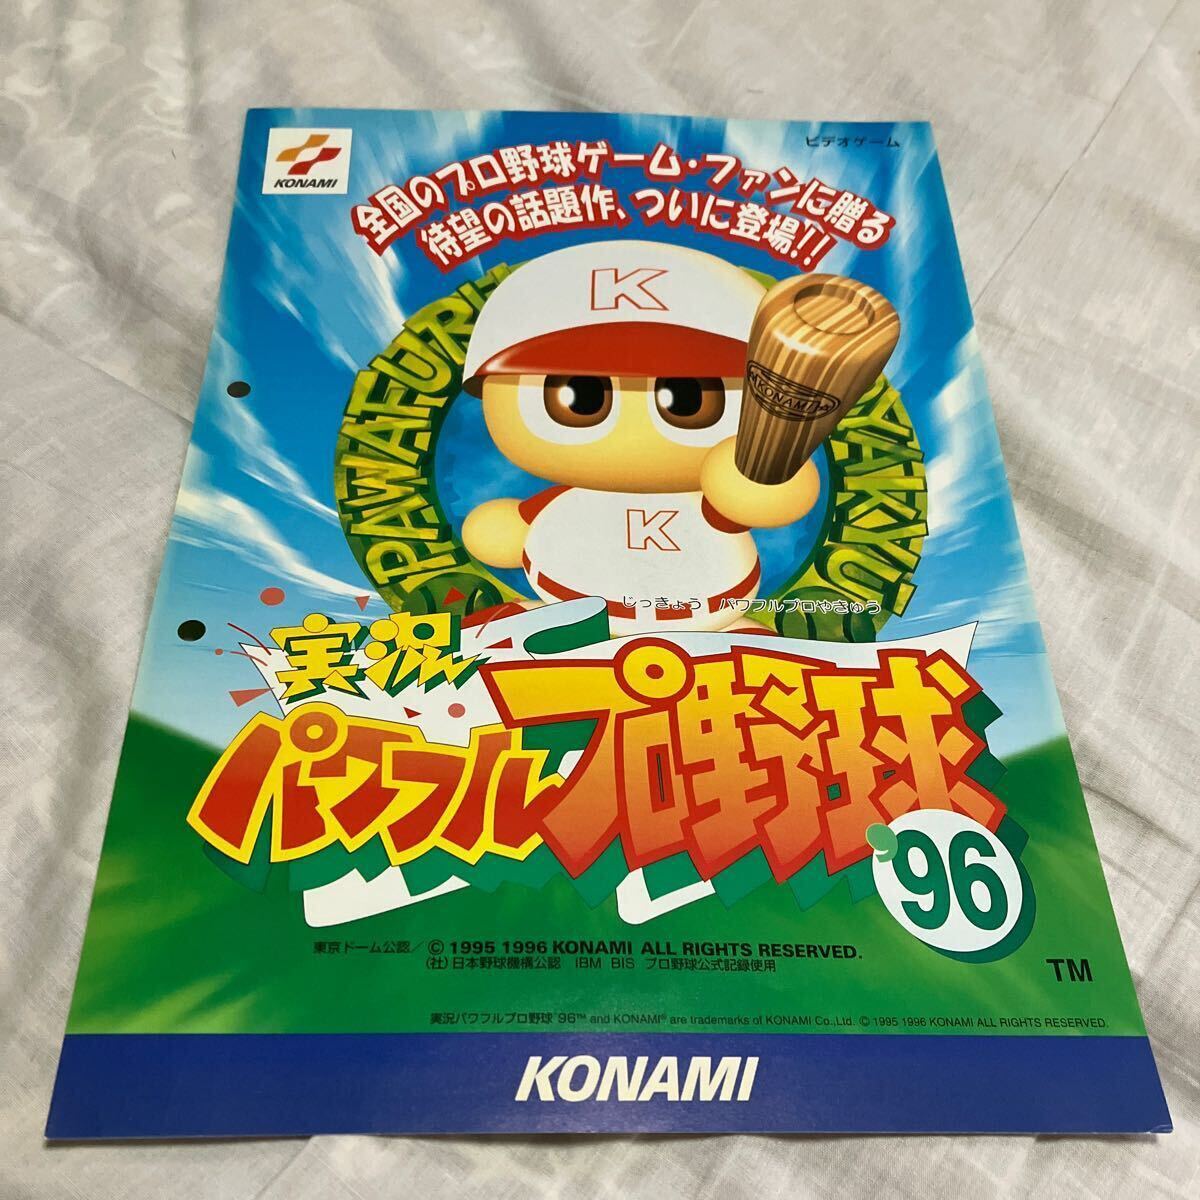 KONAMI
ビデオゲーム
全国のプロ野球ゲーム・ファンに贈る
待望の話題作、ついに登場!!
K
KONAMI
K
じっきょう パワフルプロやきゅう
実況
パワフルプロ野球
'96
東京ドーム公認/© 1995 1996 KONAMI ALL RIGHTS RESERVED.
(社)日本野球機構公認 IBM BIS プロ野球公式記録使用
TM
実況パワフルプロ野球'96™ and KONAMI® are trademarks of KONAMI Co.,Ltd. © 1995 1996 KONAMI ALL RIGHTS RESERVED.
KONAMI